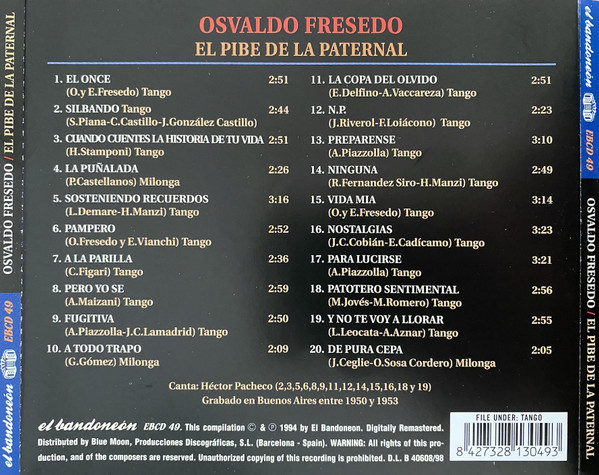 OSVALDO FRESEDO
EL PIBE DE LA PATERNAL
1. EL ONCE 2:51
(O.y E.Fresedo) Tango
2. SILBANDO Tango 2:44
(S.Piana-C.Castillo-J.González Castillo)
3. CUANDO CUENTES LA HISTORIA DE TU VIDA 2:51
(H.Stamponi) Tango
4. LA PUÑALADA 2:26
(P.Castellanos) Milonga
5. SOSTENIENDO RECUERDOS 3:16
(L.Demare-H.Manzi) Tango
6. PAMPERO 2:52
(O.Fresedo y E.Vianchi) Tango
7. A LA PARILLA 2:36
(C.Figari) Tango
8. PERO YO SE 2:59
(A.Maizani) Tango
9. FUGITIVA 2:50
(A.Piazzolla-J.C.Lamadrid) Tango
10. A TODO TRAPO 2:09
(G.Gómez) Milonga
11. LA COPA DEL OLVIDO 2:51
(E.Delfino-A.Vaccareza) Tango
12. N.P. 2:23
(J.Riverol-F.Loiácono) Tango
13. PREPARENSE 3:10
(A.Piazzolla) Tango
14. NINGUNA 2:49
(R.Fernandez Siro-H.Manzi) Tango
15. VIDA MIA 3:14
(O.y E.Fresedo) Tango
16. NOSTALGIAS 3:23
(J.C.Cobián-E.Cadícamo) Tango
17. PARA LUCIRSE 3:21
(A.Piazzolla) Tango
18. PATOTERO SENTIMENTAL 2:56
(M.Jovés-M.Romero) Tango
19. Y NO TE VOY A LLORAR 2:55
(L.Leocata-A.Aznar) Tango
20. DE PURA CEPA 2:05
(J.Ceglie-O.Sosa Cordero) Milonga
Canta: Héctor Pacheco (2,3,5,6,8,9,11,12,14,15,16,18 y 19)
Grabado en Buenos Aires entre 1950 y 1953
el bandoneón EBCD 49. This compilation © & ℗ 1994 by El Bandoneon. Digitally Remastered.
Distributed by Blue Moon, Producciones Discográficas, S.L. (Barcelona - Spain). WARNING: All rights of this pro-
duction, and of the composers are reserved. Unauthorized copying of this recording is prohibited. D.L. B 40608/98
FILE UNDER: TANGO
8 427328 130493
el bandoneón EBCD 49 OSVALDO FRESEDO / EL PIBE DE LA PATERNAL
el bandoneón EBCD 49 OSVALDO FRESEDO / EL PIBE DE LA PATERNAL